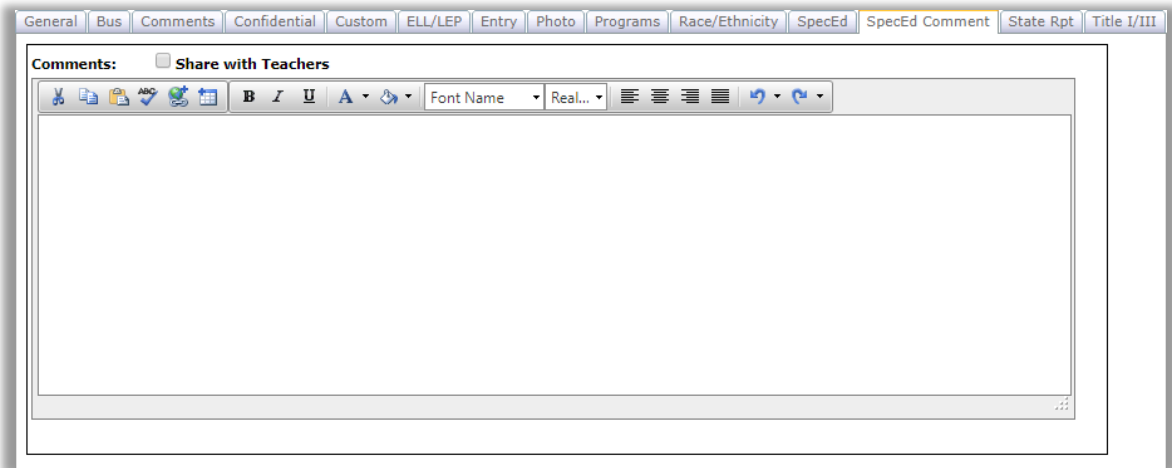 General Bus Comments Confidential Custom ELL/LEP Entry Photo Programs Race/Ethnicity SpecEd SpecEd Comment State Rpt Title I/III
Comments: Share with Teachers
ABC B I U A Font Name Real...